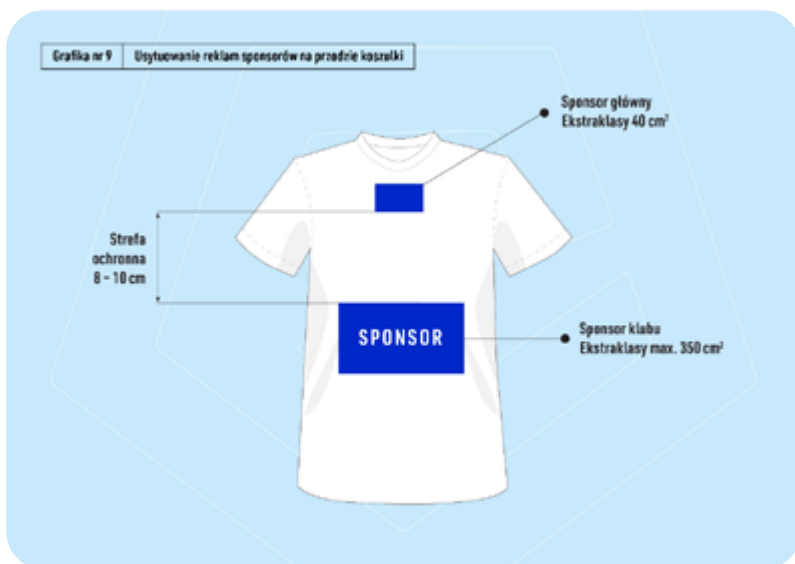 Grafika nr 9 Usytuowanie reklam sponsorów na przodzie koszulki
Sponsor główny
Ekstraklasy 40 cm²
Strefa
ochronna
8 - 10 cm
SPONSOR
Sponsor klubu
Ekstraklasy max. 350 cm²